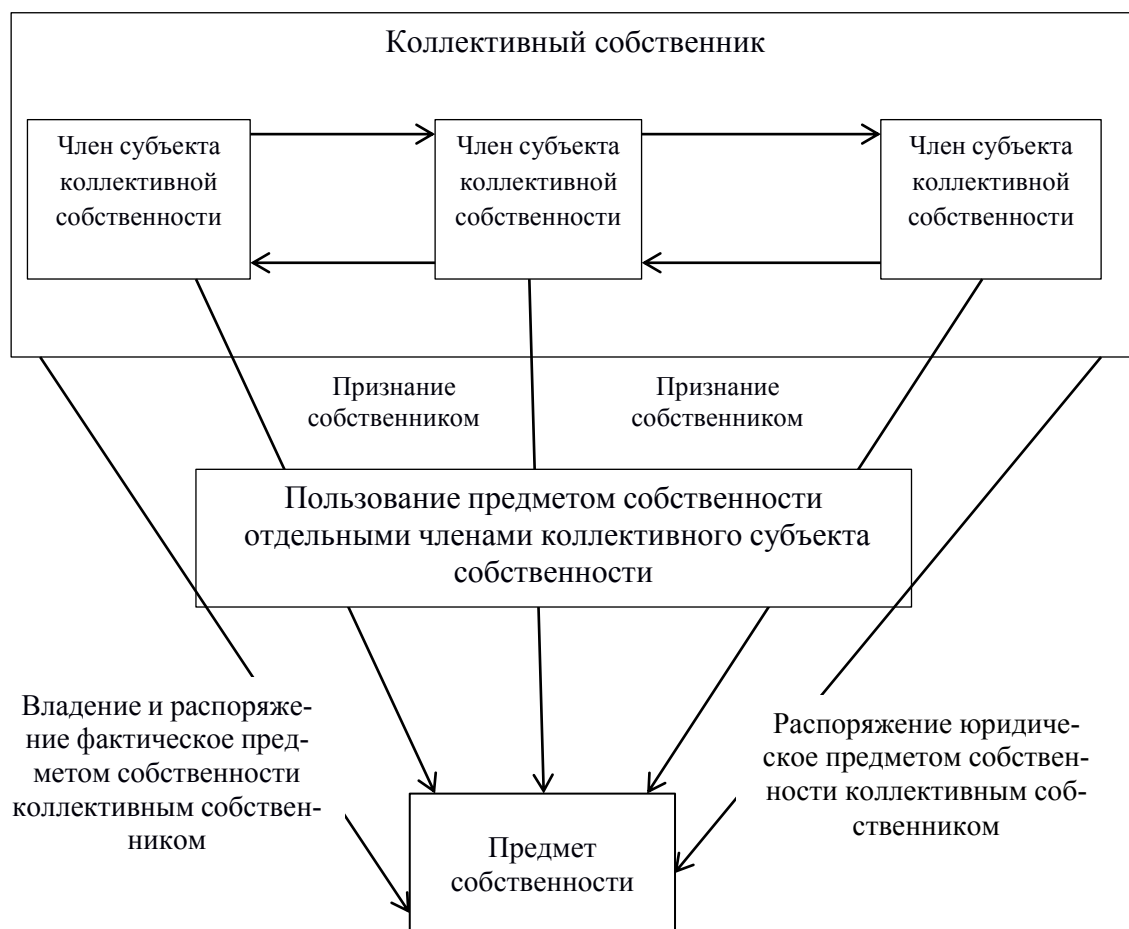 Коллективный собственник
Член субъекта
коллективной
собственности
Член субъекта
коллективной
собственности
Член субъекта
коллективной
собственности
Признание
собственником
Признание
собственником
Пользование предметом собственности
отдельными членами коллективного субъекта
собственности
Владение и распоряже-
ние фактическое пред-
метом собственности
коллективным собствен-
ником
Распоряжение юридиче-
ское предметом собствен-
ности коллективным соб-
ственником
Предмет
собственности